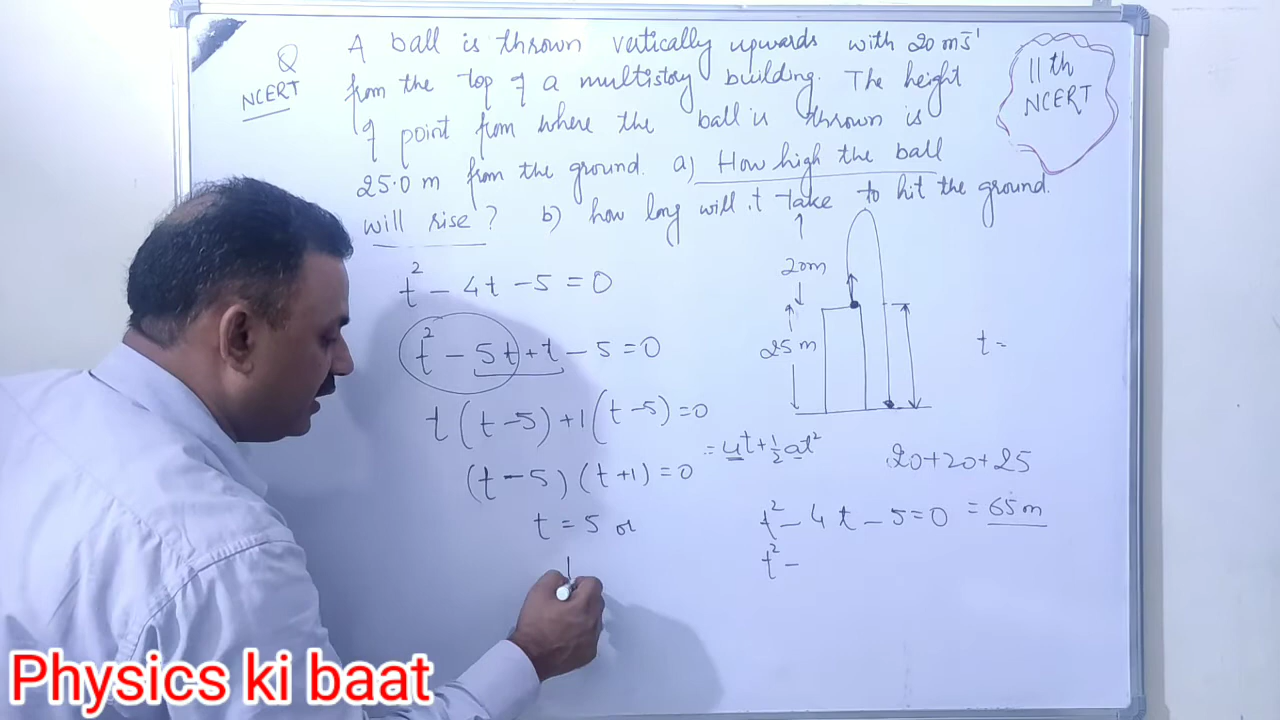 Q A ball is thrown vertically upwards with 20 ms⁻¹
NCERT from the top of a multistory building. The height
of point from where the ball is thrown is
25.0 m from the ground. a) How high the ball
will rise? b) how long will it take to hit the ground.
11th
NCERT
t² - 4t - 5 = 0
t² - 5t + t - 5 = 0
t(t-5)+1(t-5)=0
(t-5)(t+1)=0
t = 5 or
20m
25m
t =
= ut+½at²
20+20+25
= 65 m
t² - 4t - 5=0
t² -
Physics ki baat